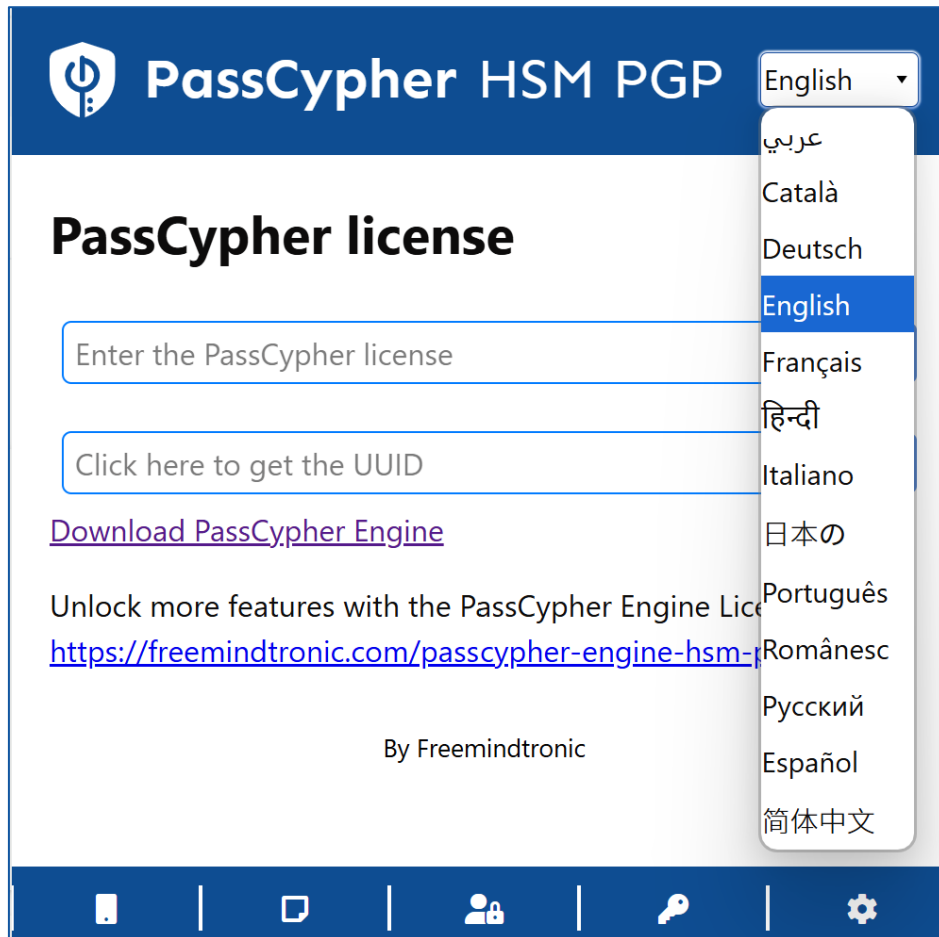 PassCypher HSM PGP
English
عربي
Català
Deutsch
English
Français
हिन्दी
Italiano
日本の
Português
Românesc
Русский
Español
简体中文
PassCypher license
Enter the PassCypher license
Click here to get the UUID
Download PassCypher Engine
Unlock more features with the PassCypher Engine
https://freemindtronic.com/passcypher-engine-hsm-
By Freemindtronic